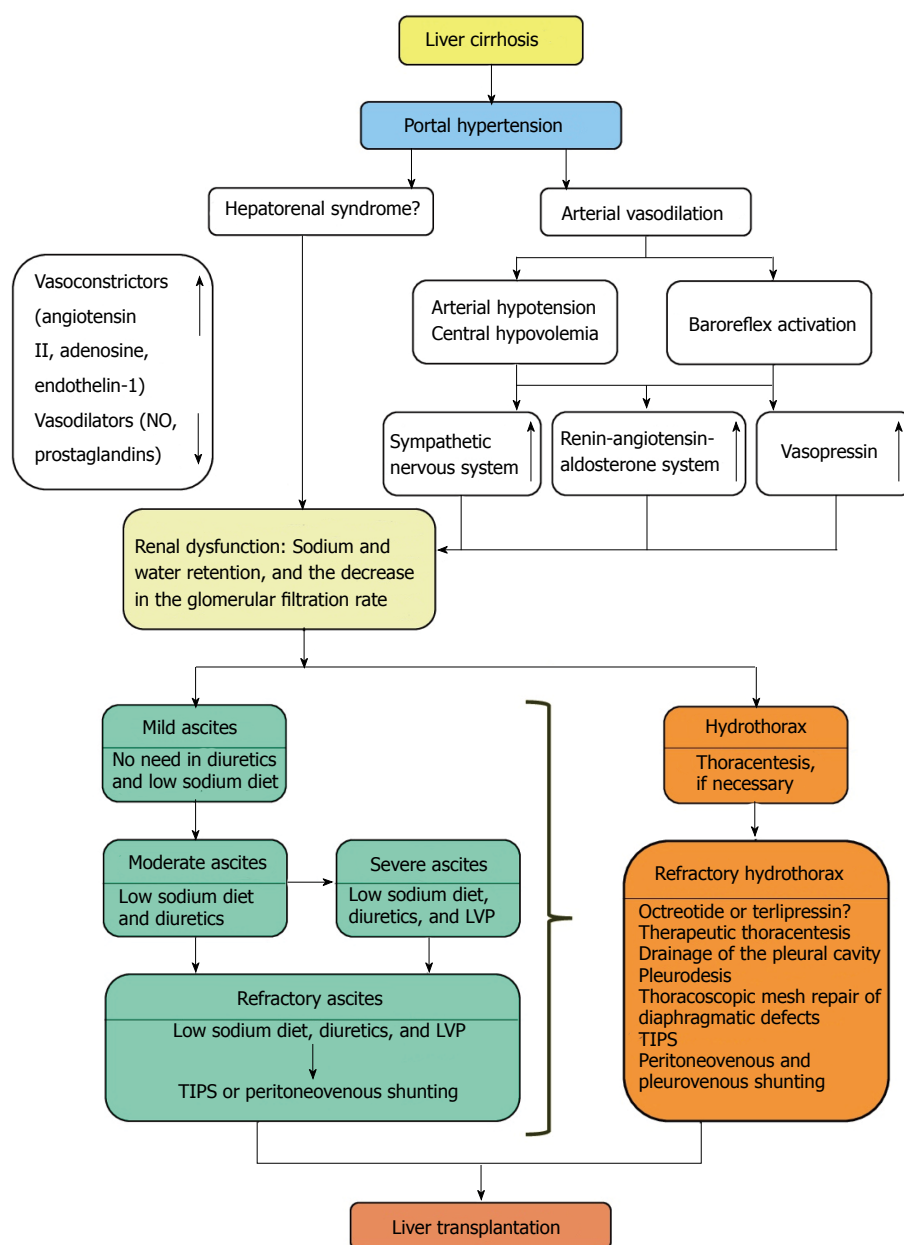 Liver cirrhosis
Portal hypertension
Hepatorenal syndrome?
Arterial vasodilation
Vasoconstrictors
(angiotensin
II, adenosine,
endothelin-1)
Vasodilators (NO,
prostaglandins)
Arterial hypotension
Central hypovolemia
Baroreflex activation
Sympathetic
nervous system
Renin-angiotensin-
aldosterone system
Vasopressin
Renal dysfunction: Sodium and
water retention, and the decrease
in the glomerular filtration rate
Mild ascites
No need in diuretics
and low sodium diet
Hydrothorax
Thoracentesis,
if necessary
Moderate ascites
Low sodium diet
and diuretics
Severe ascites
Low sodium diet,
diuretics, and LVP
Refractory ascites
Low sodium diet, diuretics, and LVP
TIPS or peritoneovenous shunting
Refractory hydrothorax
Octreotide or terlipressin?
Therapeutic thoracentesis
Drainage of the pleural cavity
Pleurodesis
Thoracoscopic mesh repair of
diaphragmatic defects
TIPS
Peritoneovenous and
pleurovenous shunting
Liver transplantation